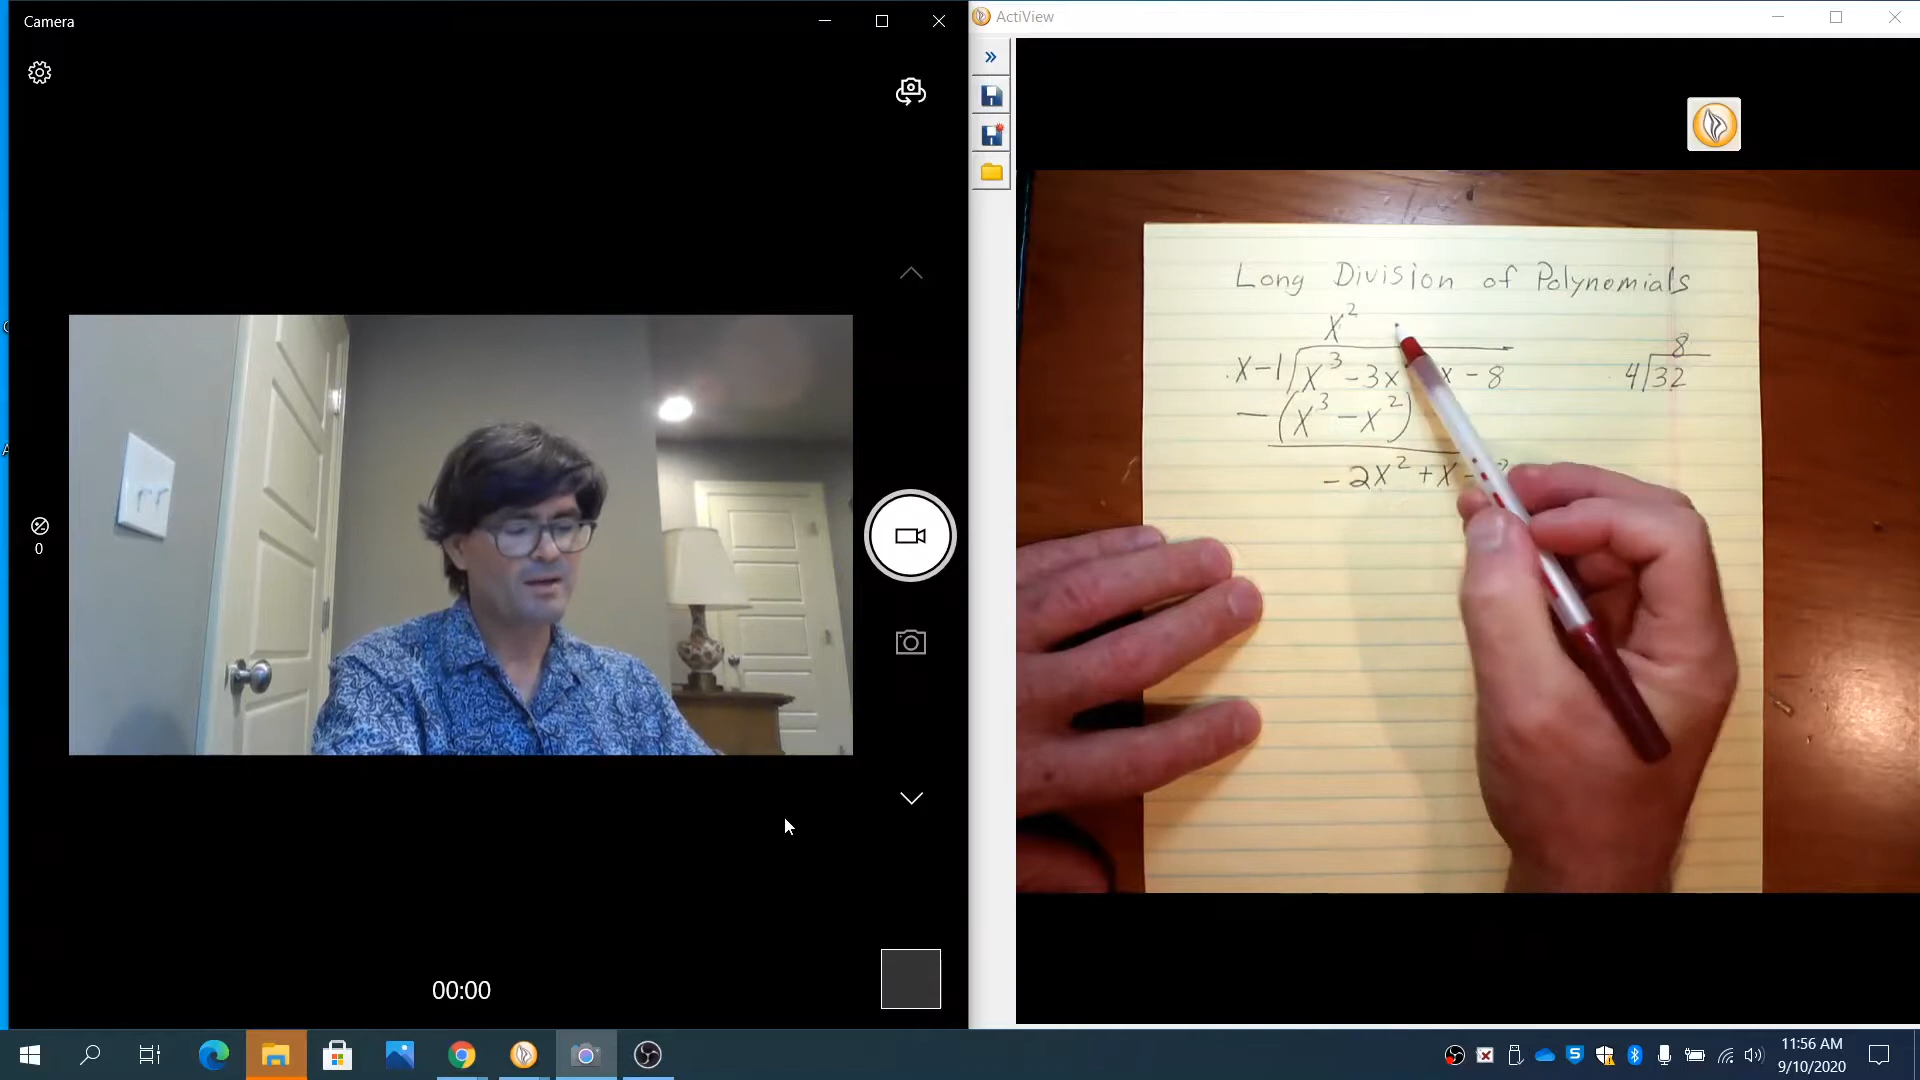 Camera
ActiView
0
Long Division of Polynomials
x²
8
x-1 x³ - 3x x - 8
4 32
- (x³ - x²)
- 2x² + x -
00:00
11:56 AM
9/10/2020